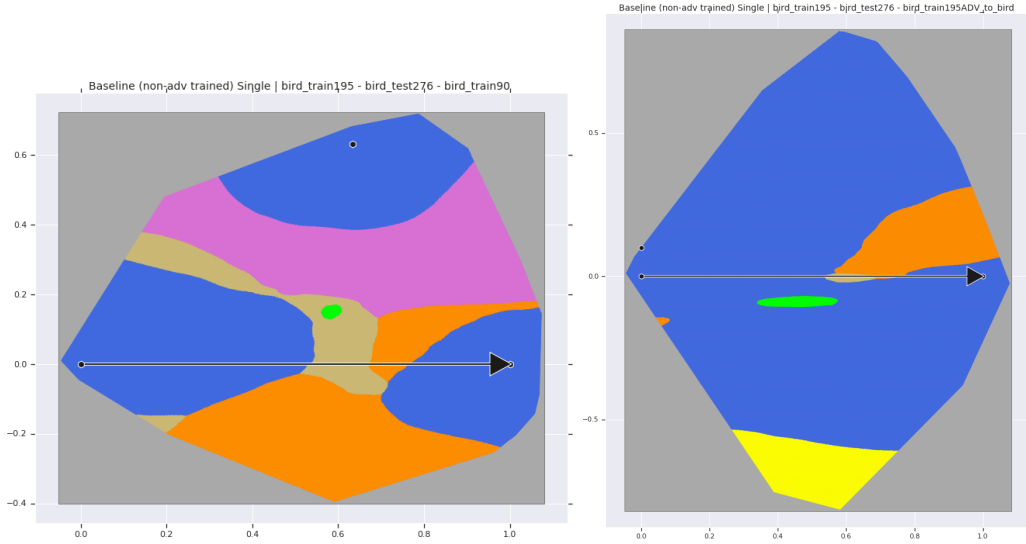 Baseline (non-adv trained) Single | bird_train195 - bird_test276 - bird_train90
0.6
0.4
0.2
0.0
−0.2
−0.4
0.0 0.2 0.4 0.6 0.8 1.0
Baseline (non-adv trained) Single | bird_train195 - bird_test276 - bird_train195ADV_to_bird
0.5
0.0
−0.5
0.0 0.2 0.4 0.6 0.8 1.0